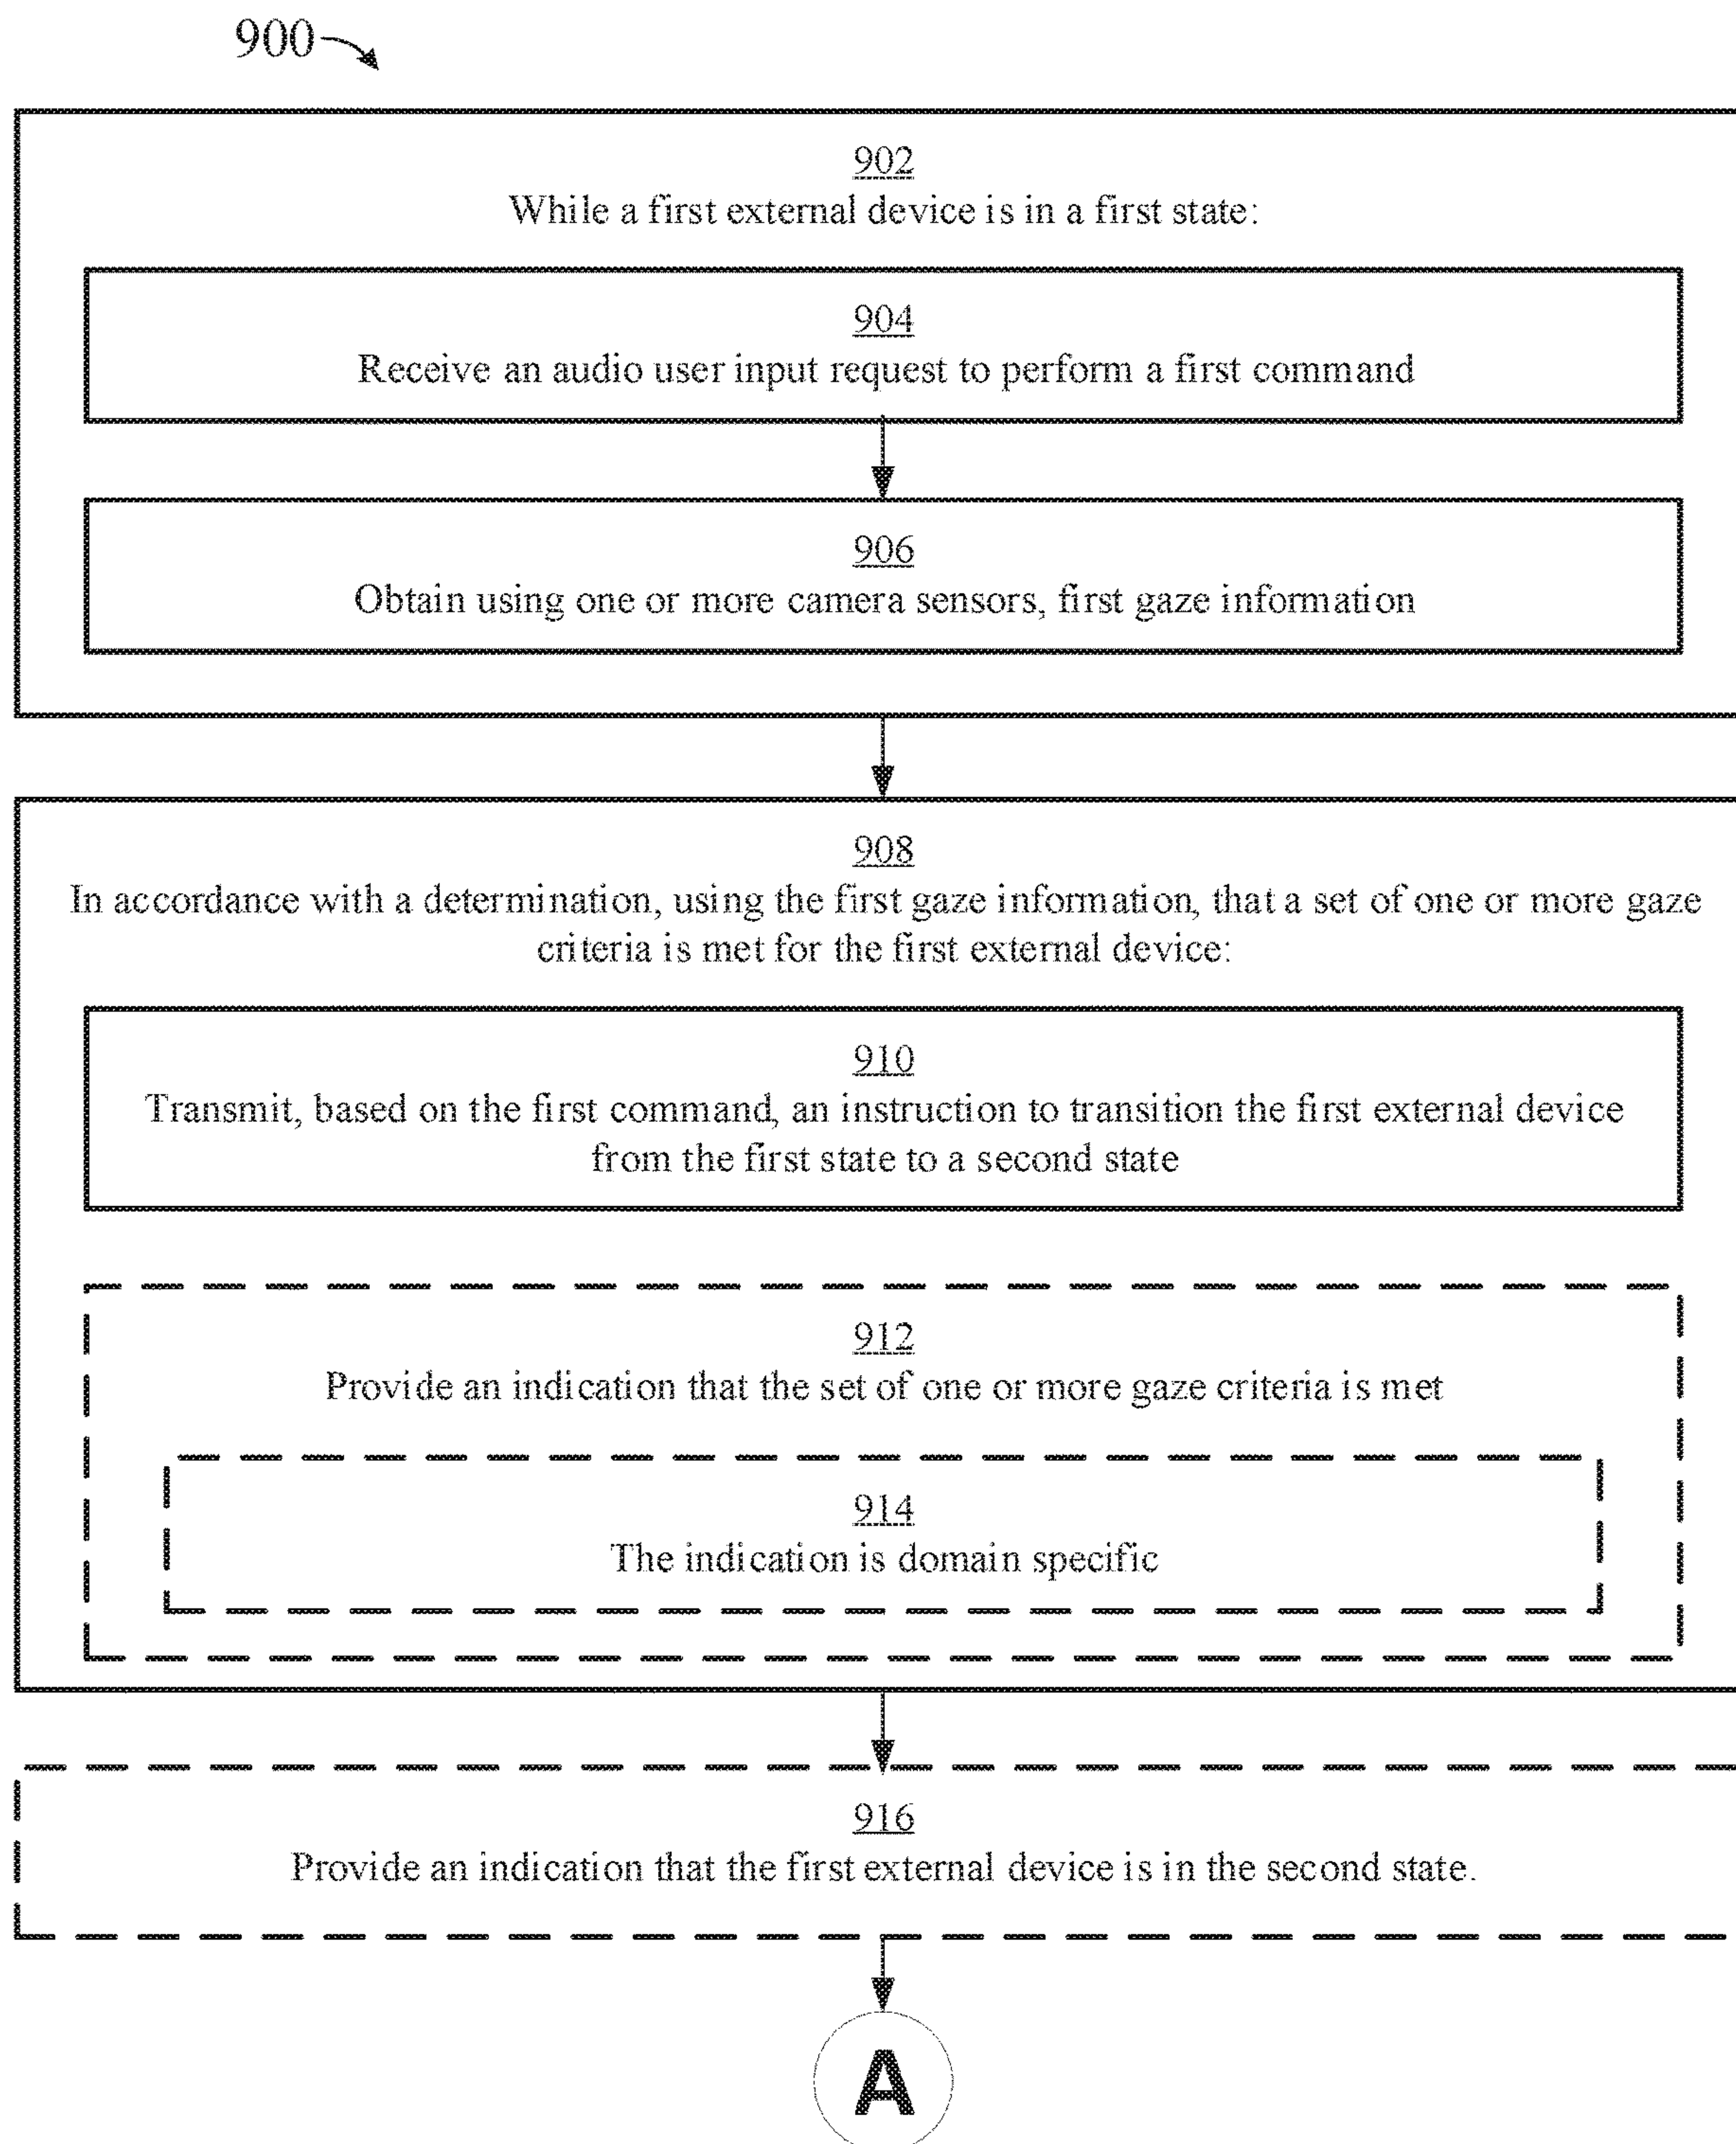 900
902
While a first external device is in a first state:
904
Receive an audio user input request to perform a first command
906
Obtain using one or more camera sensors, first gaze information
908
In accordance with a determination, using the first gaze information, that a set of one or more gaze
criteria is met for the first external device:
910
Transmit, based on the first command, an instruction to transition the first external device
from the first state to a second state
912
Provide an indication that the set of one or more gaze criteria is met
914
The indication is domain specific
916
Provide an indication that the first external device is in the second state.
A